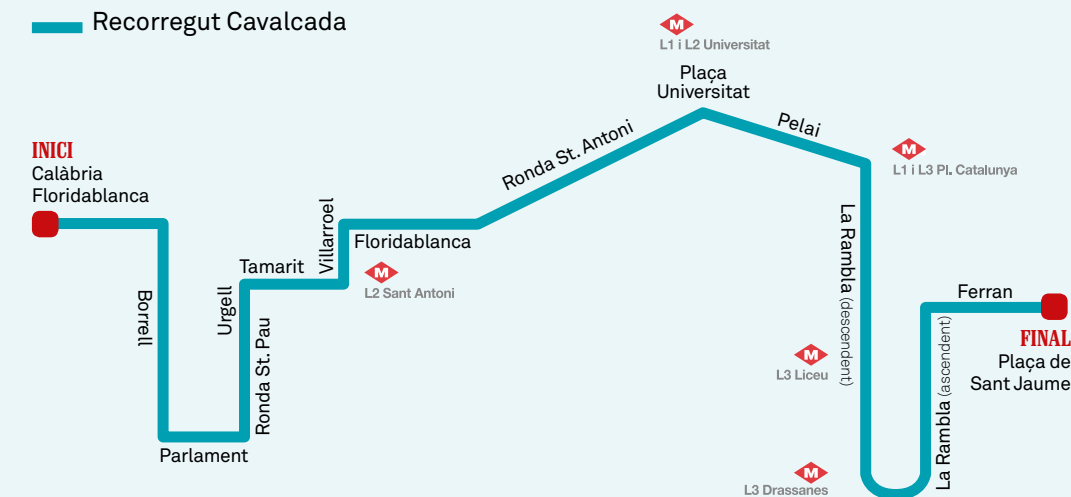 Recorregut Cavalcada
M
L1 i L2 Universitat
Plaça
Universitat
Pelai
M
L1 i L3 Pl. Catalunya
Ronda St. Antoni
INICI
Calàbria
Floridablanca
Villarroel
Floridablanca
Tamarit
M
L2 Sant Antoni
Borrell
Urgell
Ronda St. Pau
Parlament
La Rambla (descendent)
Ferran
FINAL
Plaça de
Sant Jaume
La Rambla (ascendent)
M
L3 Liceu
M
L3 Drassanes